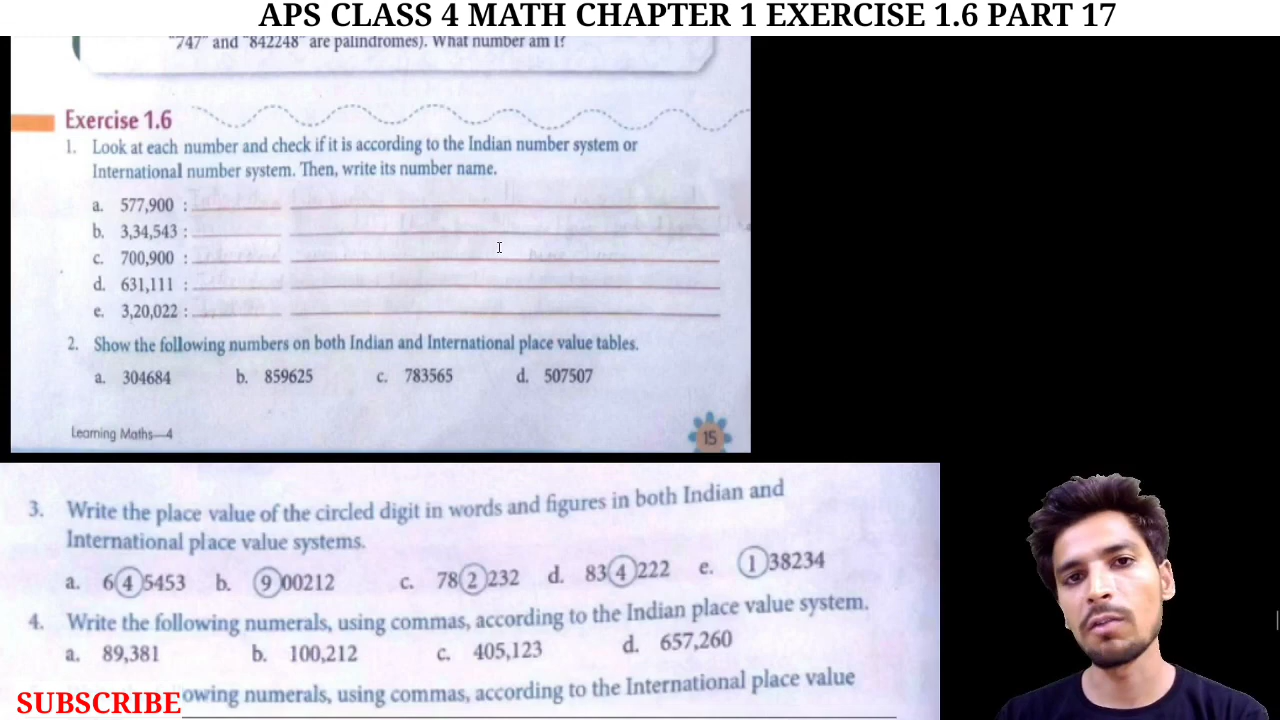 APS CLASS 4 MATH CHAPTER 1 EXERCISE 1.6 PART 17
"747" and "842248" are palindromes). What number am I?
Exercise 1.6
1. Look at each number and check if it is according to the Indian number system or
International number system. Then, write its number name.
a. 577,900 :
b. 3,34,543 :
c. 700,900 :
d. 631,111 :
e. 3,20,022 :
2. Show the following numbers on both Indian and International place value tables.
a. 304684 b. 859625 c. 783565 d. 507507
Learning Maths—4
15
3. Write the place value of the circled digit in words and figures in both Indian and
International place value systems.
a. 645453 b. 900212 c. 782232 d. 834222 e. 138234
4. Write the following numerals, using commas, according to the Indian place value system.
a. 89,381 b. 100,212 c. 405,123 d. 657,260
owing numerals, using commas, according to the International place value
SUBSCRIBE